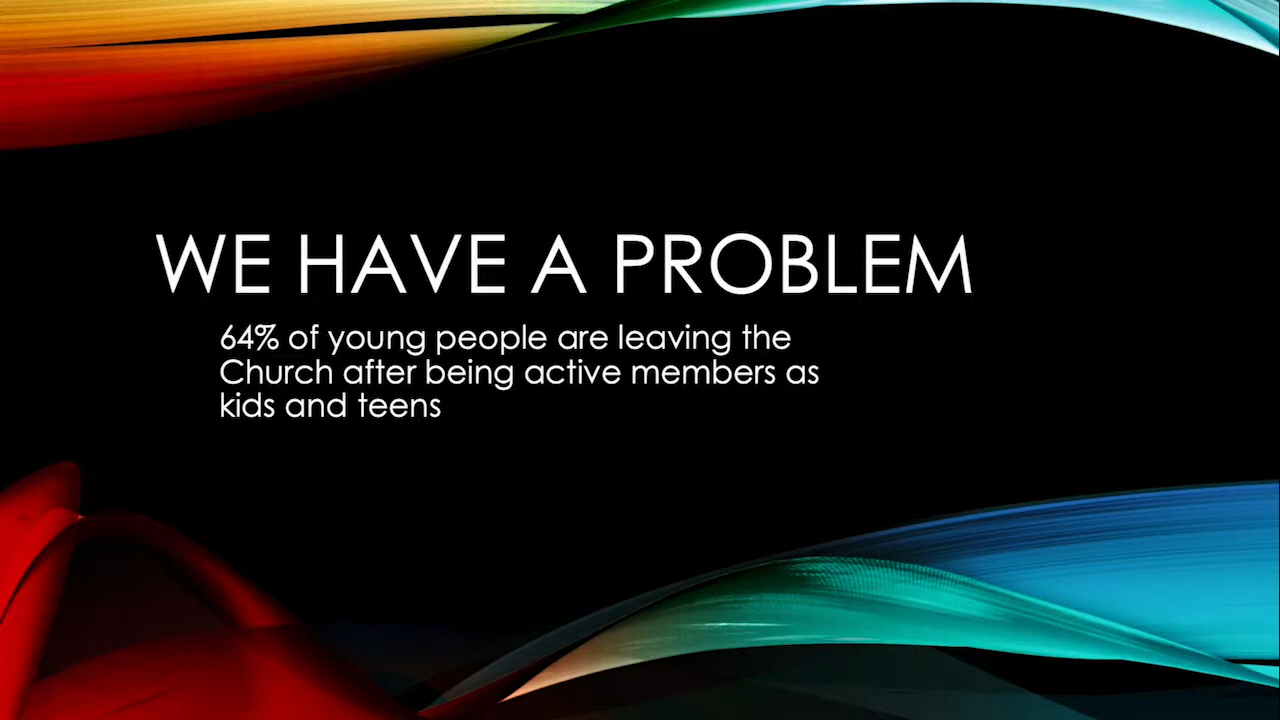 WE HAVE A PROBLEM
64% of young people are leaving the
Church after being active members as
kids and teens